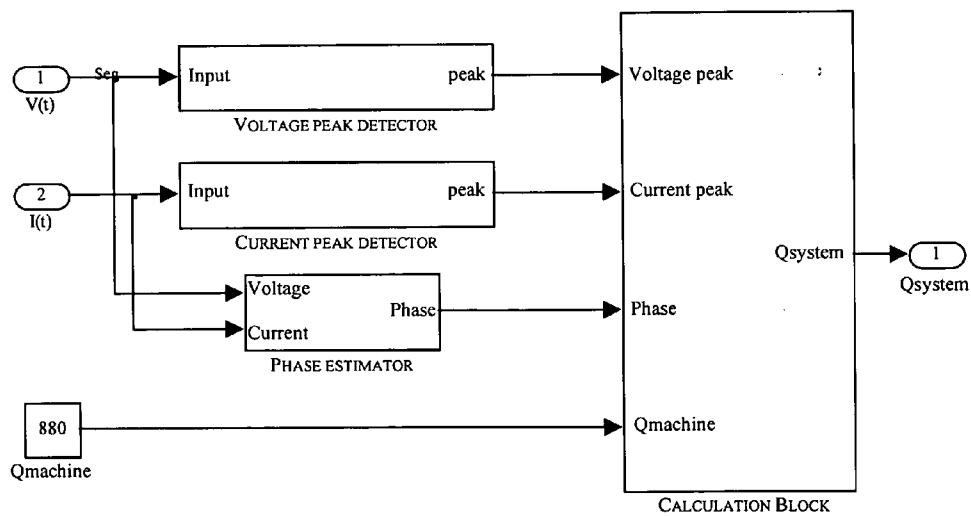 1
V(t)
Seq
Input
peak
VOLTAGE PEAK DETECTOR
2
I(t)
Input
peak
CURRENT PEAK DETECTOR
Voltage
Current
Phase
PHASE ESTIMATOR
880
Qmachine
Voltage peak
Current peak
Phase
Qmachine
Qsystem
CALCULATION BLOCK
1
Qsystem